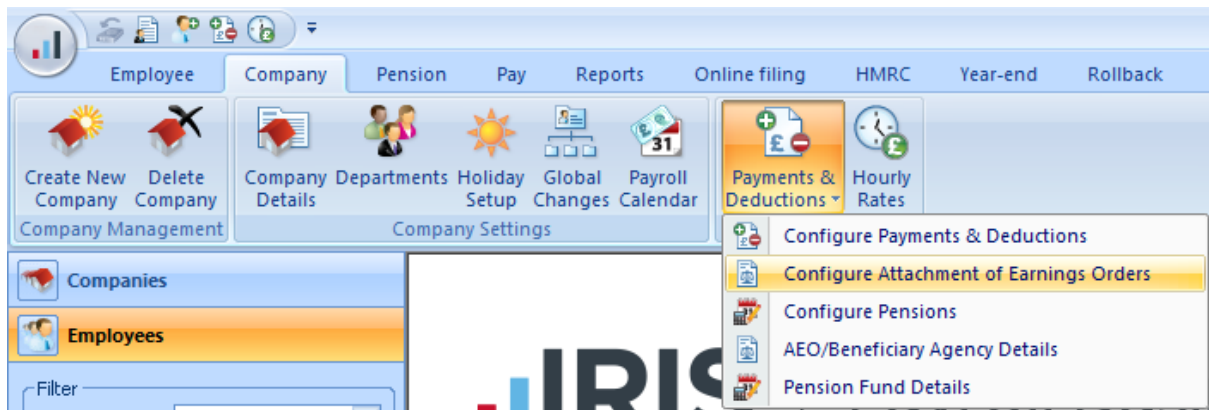 Employee Company Pension Pay Reports Online filing HMRC Year-end Rollback
Create New Company
Delete Company
Company Details
Departments
Holiday Setup
Global Changes
Payroll Calendar
31
Payments & Deductions
Hourly Rates
Company Management
Company Settings
Configure Payments & Deductions
Configure Attachment of Earnings Orders
Configure Pensions
AEO/Beneficiary Agency Details
Pension Fund Details
Companies
Employees
Filter
IRIS